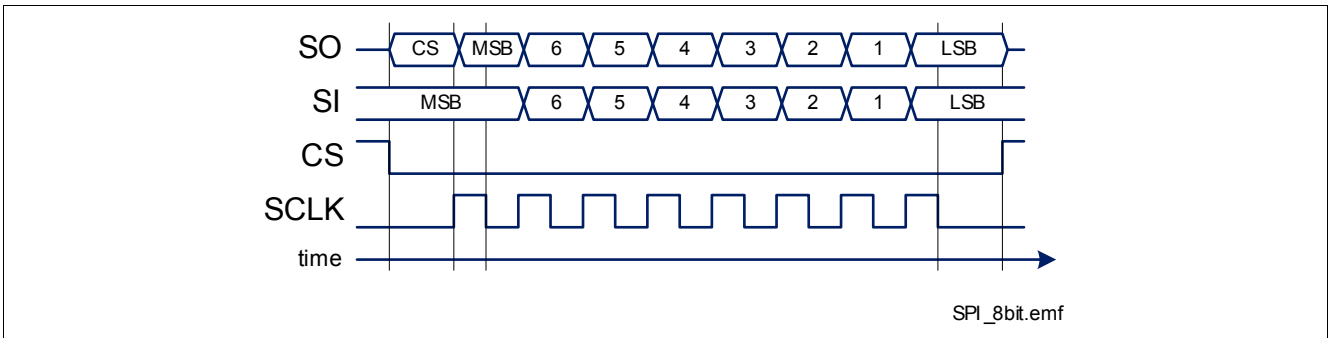 SO CS MSB 6 5 4 3 2 1 LSB
SI MSB 6 5 4 3 2 1 LSB
CS
SCLK
time
SPI_8bit.emf